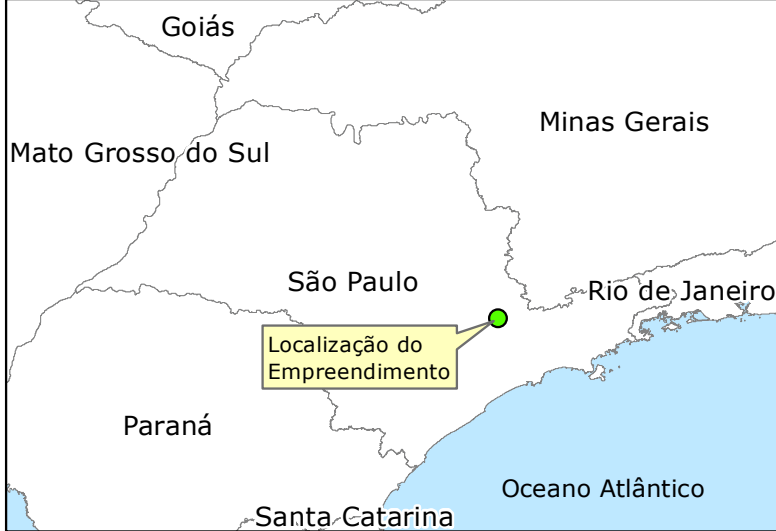 Goiás
Minas Gerais
Mato Grosso do Sul
São Paulo
Rio de Janeiro
Localização do
Empreendimento
Paraná
Oceano Atlântico
Santa Catarina